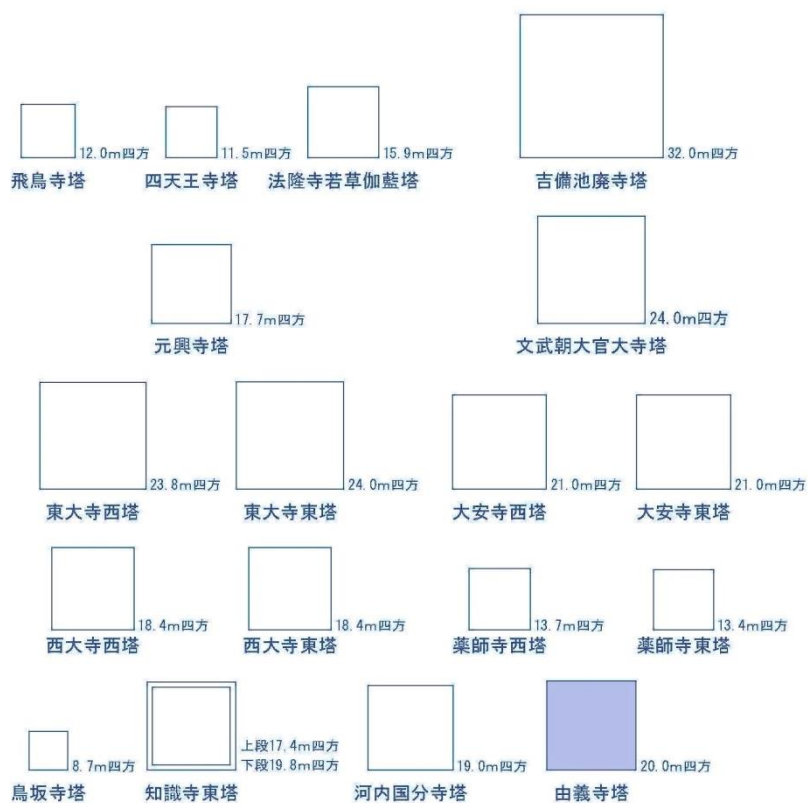 12.0m四方
11.5m四方
15.9m四方
32.0m四方
飛鳥寺塔
四天王寺塔
法隆寺若草伽藍塔
吉備池廃寺塔
17.7m四方
24.0m四方
元興寺塔
文武朝大官大寺塔
23.8m四方
24.0m四方
21.0m四方
21.0m四方
東大寺西塔
東大寺東塔
大安寺西塔
大安寺東塔
18.4m四方
18.4m四方
13.7m四方
13.4m四方
西大寺西塔
西大寺東塔
薬師寺西塔
薬師寺東塔
8.7m四方
上段17.4m四方
下段19.8m四方
19.0m四方
20.0m四方
鳥坂寺塔
知識寺東塔
河内国分寺塔
由義寺塔